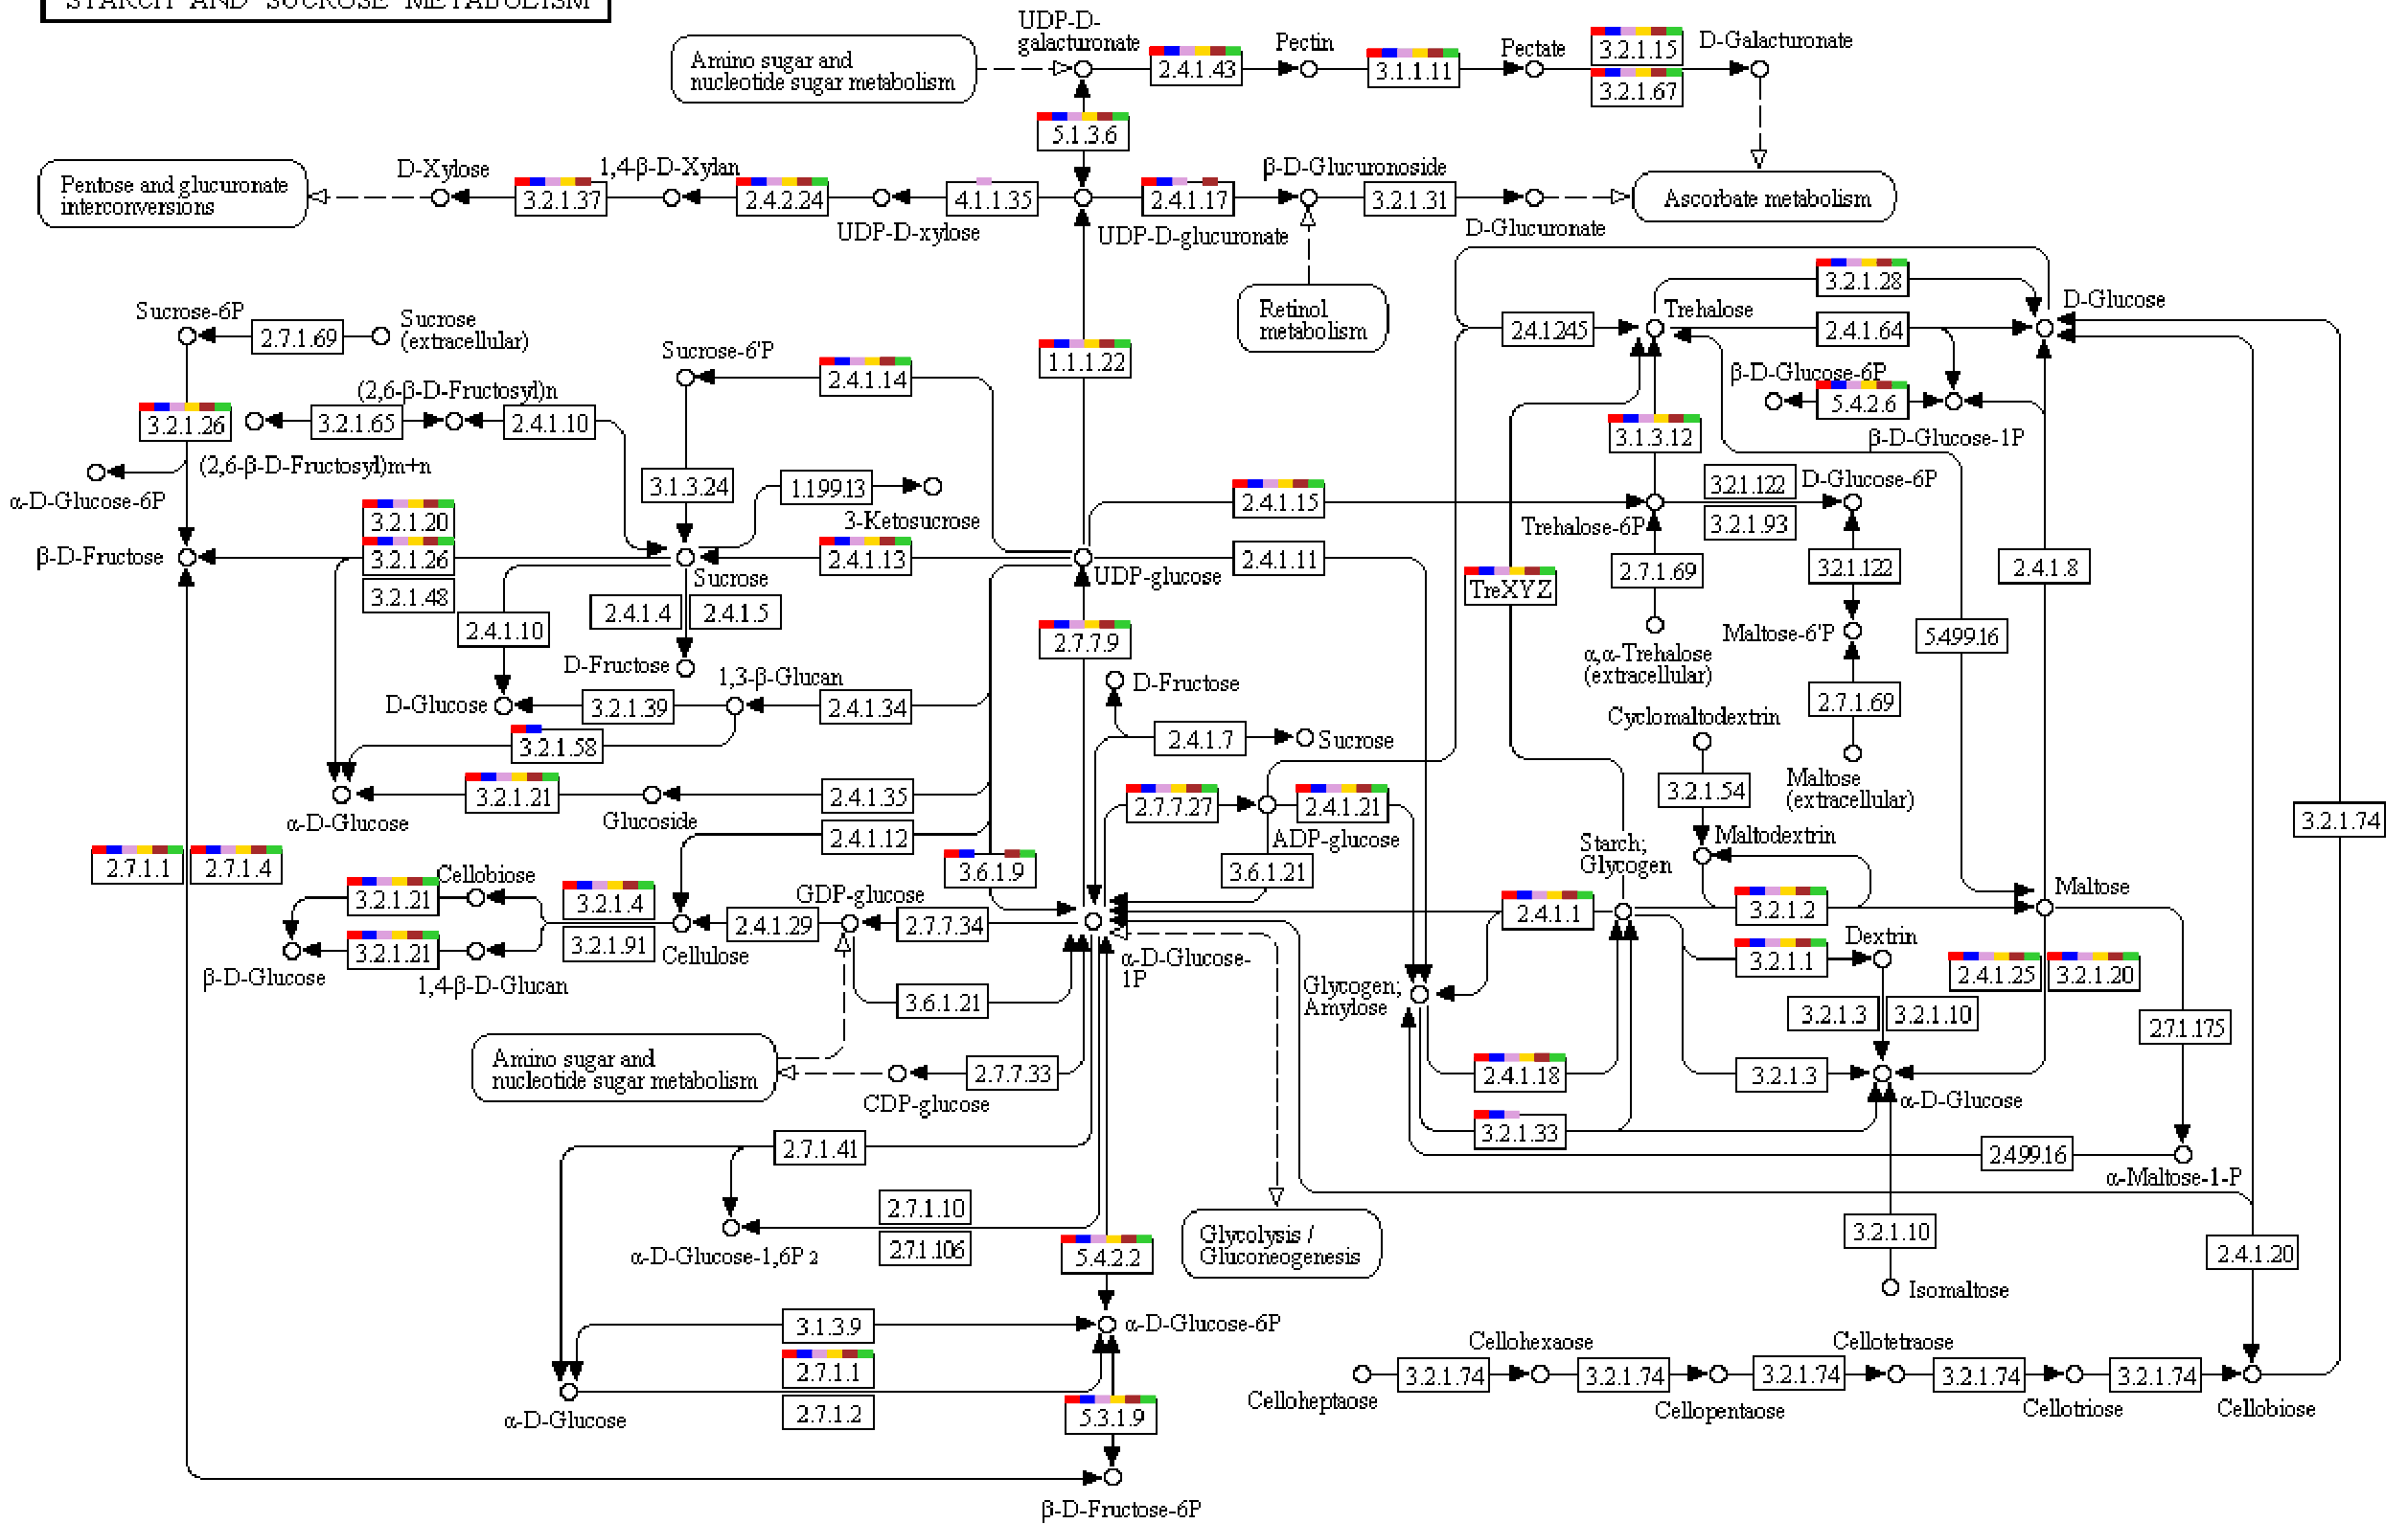 STARCH AND SUCROSE METABOLISM
UDP-D-
galacturonate
Pectin
Pectate
3.2.1.15
D-Galacturonate
Amino sugar and
nucleotide sugar metabolism
2.4.1.43
3.1.1.11
3.2.1.67
5.1.3.6
D-Xylose
1,4-β-D-Xylan
β-D-Glucuronoside
Pentose and glucuronate
interconversions
3.2.1.37
2.4.2.24
4.1.1.35
2.4.1.17
3.2.1.31
Ascorbate metabolism
UDP-D-xylose
UDP-D-glucuronate
D-Glucuronate
Retinol
metabolism
3.2.1.28
Trehalose
D-Glucose
2.4.1245
2.4.1.64
Sucrose-6P
2.7.1.69
Sucrose
(extracellular)
Sucrose-6'P
2.4.1.14
1.1.1.22
β-D-Glucose-6P
5.4.2.6
β-D-Glucose-1P
(2,6-β-D-Fructosyl)n
3.2.1.26
3.2.1.65
2.4.1.10
3.1.3.12
(2,6-β-D-Fructosyl)m+n
α-D-Glucose-6P
3.1.3.24
1.1.99.13
3-Ketosucrose
2.4.1.15
3.2.1.122
D-Glucose-6P
Trehalose-6P
3.2.1.93
3.2.1.20
β-D-Fructose
3.2.1.26
2.4.1.13
3.2.1.48
Sucrose
UDP-glucose
2.4.1.11
TreXYZ
2.7.1.69
3.2.1.122
2.4.1.8
2.4.1.10
2.4.1.4
2.4.1.5
2.7.7.9
D-Fructose
α,α-Trehalose
(extracellular)
Maltose-6'P
5.4.99.16
1,3-β-Glucan
D-Fructose
D-Glucose
3.2.1.39
2.4.1.34
2.7.1.69
3.2.1.58
2.4.1.7
Sucrose
Cyclomaltodextrin
Maltose
(extracellular)
3.2.1.21
2.4.1.35
2.7.7.27
2.4.1.21
3.2.1.54
3.2.1.74
α-D-Glucose
Glucoside
2.4.1.12
ADP-glucose
Starch;
Glycogen
Maltodextrin
2.7.1.1
2.7.1.4
3.6.1.9
3.6.1.21
Cellobiose
3.2.1.21
3.2.1.4
GDP-glucose
2.4.1.29
2.7.7.34
2.4.1.1
3.2.1.2
Maltose
3.2.1.21
3.2.1.91
Cellulose
β-D-Glucose
1,4-β-D-Glucan
α-D-Glucose-
1P
Dextrin
3.2.1.1
2.4.1.25
3.2.1.20
3.6.1.21
Glycogen;
Amylose
3.2.1.3
3.2.1.10
2.7.1.175
Amino sugar and
nucleotide sugar metabolism
2.7.7.33
CDP-glucose
2.4.1.18
3.2.1.3
α-D-Glucose
3.2.1.33
2.7.1.41
2.4.99.16
α-Maltose-1-P
2.7.1.10
2.7.1.106
α-D-Glucose-1,6P2
5.4.2.2
Glycolysis /
Gluconeogenesis
3.2.1.10
2.4.1.20
Isomaltose
3.1.3.9
α-D-Glucose-6P
2.7.1.1
2.7.1.2
α-D-Glucose
5.3.1.9
β-D-Fructose-6P
Cellohexaose
Cellotetraose
3.2.1.74
3.2.1.74
3.2.1.74
3.2.1.74
3.2.1.74
Celloheptaose
Cellopentaose
Cellotriose
Cellobiose